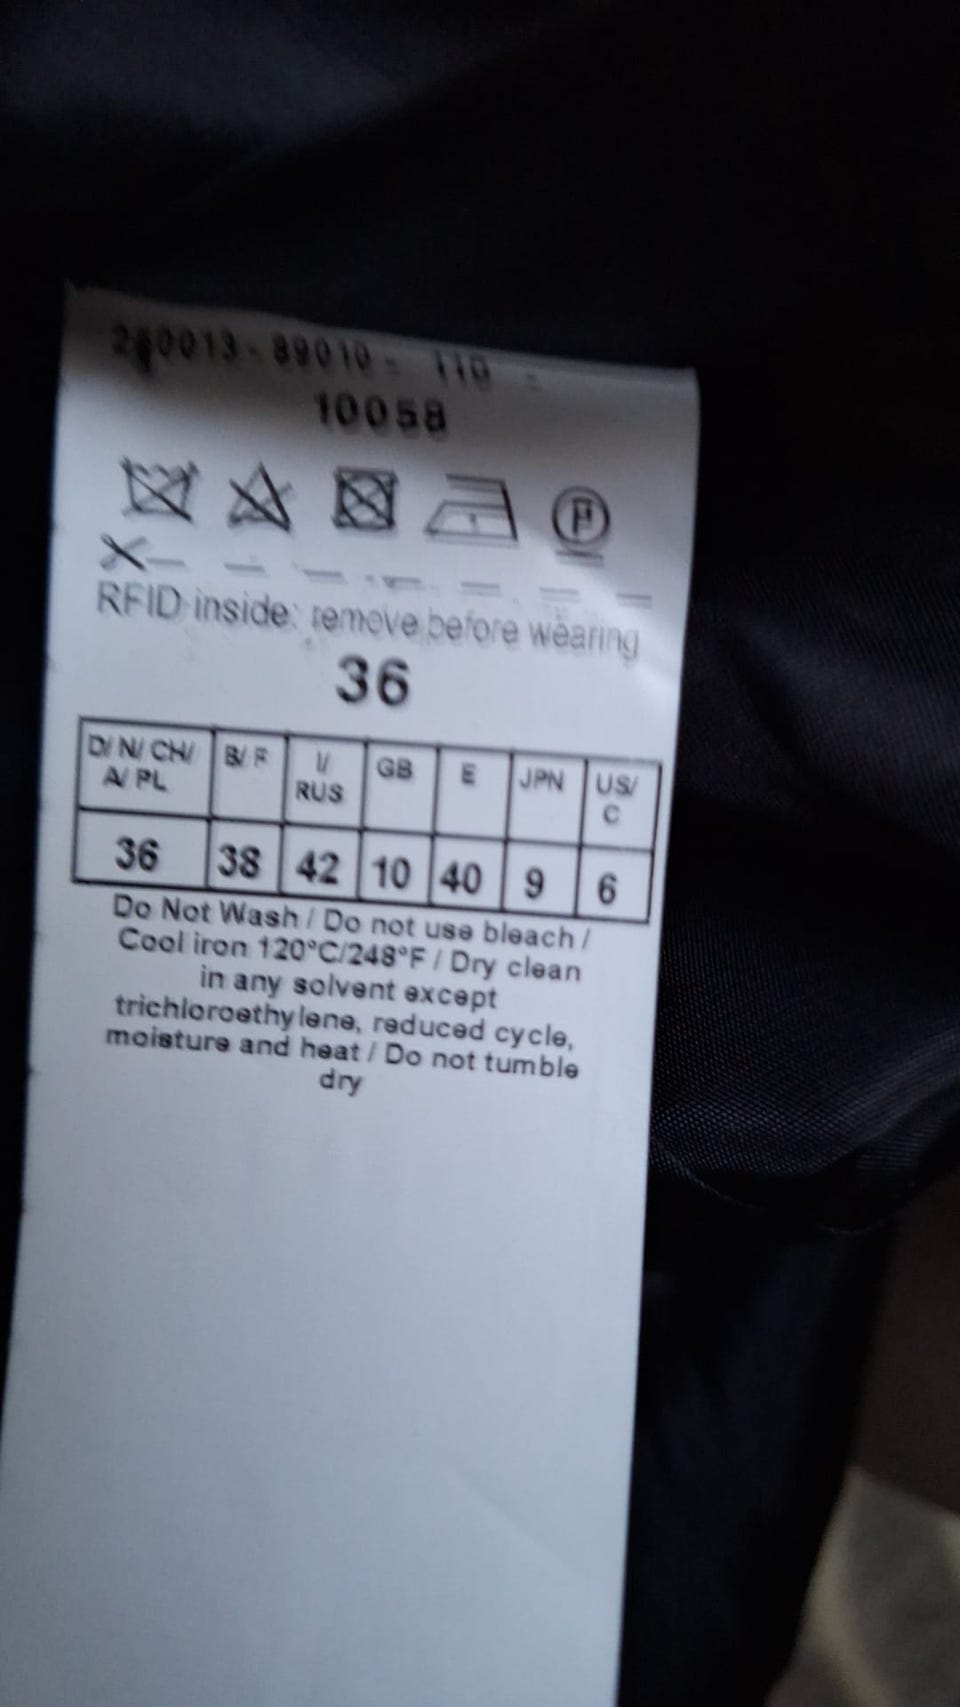 10058
RFID inside: remove before wearing
36
D/ N/ CH/ A/ PL B/ F I/ RUS GB E JPN US/ C
36 38 42 10 40 9 6
Do Not Wash / Do not use bleach /
Cool iron 120°C/248°F / Dry clean
in any solvent except
trichloroethylene, reduced cycle,
moisture and heat / Do not tumble
dry